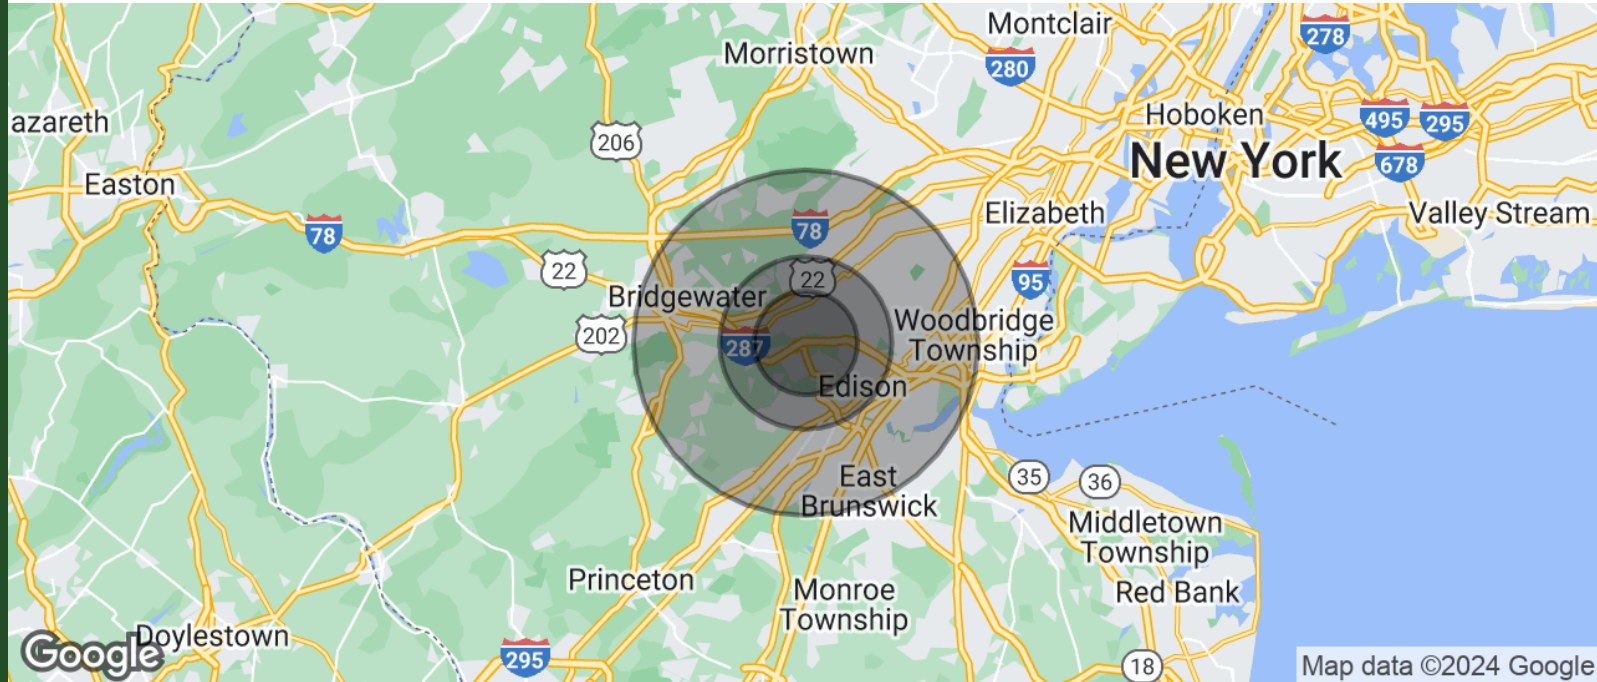 Montclair
278
Morristown
280
azareth
206
Hoboken
495
295
New York
678
Easton
Elizabeth
Valley Stream
78
78
22
22
95
Bridgewater
202
287
Woodbridge
Township
Edison
East
Brunswick
35
36
Middletown
Township
Princeton
Monroe
Township
Red Bank
Doylestown
Google
295
18
Map data ©2024 Google